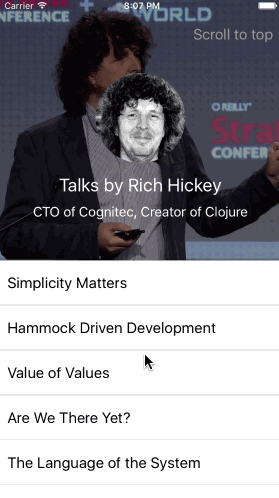 Carrier 8:07 PM
NFERENCE WORLD
Scroll to top
O REILLY
Stra
CONFER
Talks by Rich Hickey
CTO of Cognitec, Creator of Clojure
Simplicity Matters
Hammock Driven Development
Value of Values
Are We There Yet?
The Language of the System